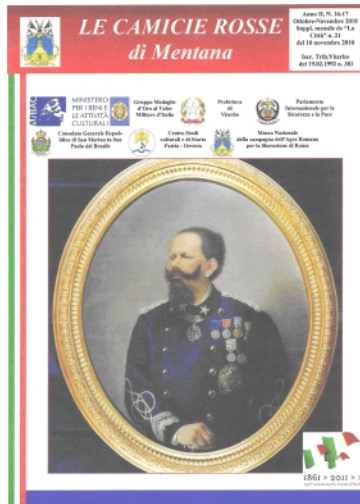 LE CAMICIE ROSSE
di Mentana
Anno II, N. 16-17
Ottobre-Novembre 2010
Suppl. mensile de "La
Città" n. 21
del 18 novembre 2010
Iscr. Trib.Viterbo
del 19.02.1992 n. 381
MiBAC
MINISTERO
PER I BENI E
LE ATTIVITÀ
CULTURALI
Gruppo Medaglie
d'Oro al Valor
Militare d'Italia
Prefettura
di
Viterbo
Parlamento
Internazionale per la
Sicurezza e la Pace
Consolato Generale Repub-
blica di San Marino in San
Paolo del Brasile
Centro Studi
culturali e di Storia
Patria - Orvieto
Museo Nazionale
della campagna dell'Agro Romano
per la liberazione di Roma
1861 > 2011 >